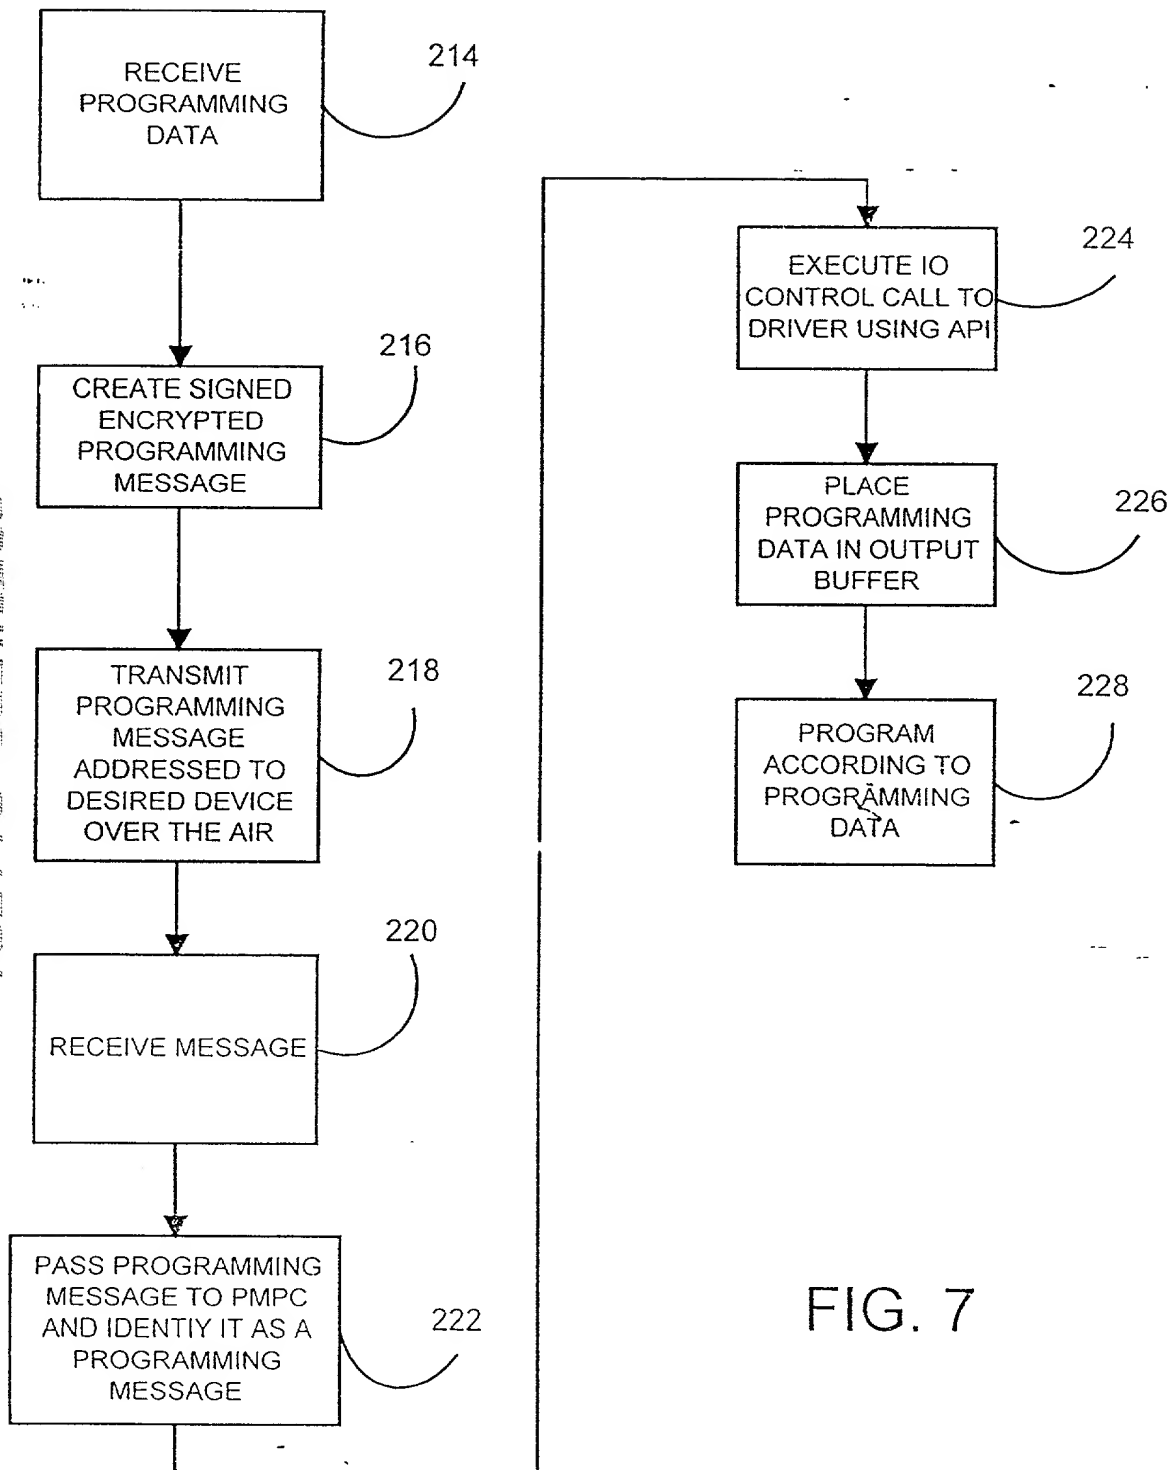 RECEIVE
PROGRAMMING
DATA
214
CREATE SIGNED
ENCRYPTED
PROGRAMMING
MESSAGE
216
TRANSMIT
PROGRAMMING
MESSAGE
ADDRESSED TO
DESIRED DEVICE
OVER THE AIR
218
RECEIVE MESSAGE
220
PASS PROGRAMMING
MESSAGE TO PMPC
AND IDENTIY IT AS A
PROGRAMMING
MESSAGE
222
EXECUTE IO
CONTROL CALL TO
DRIVER USING API
224
PLACE
PROGRAMMING
DATA IN OUTPUT
BUFFER
226
PROGRAM
ACCORDING TO
PROGRAMMING
DATA
228
FIG. 7